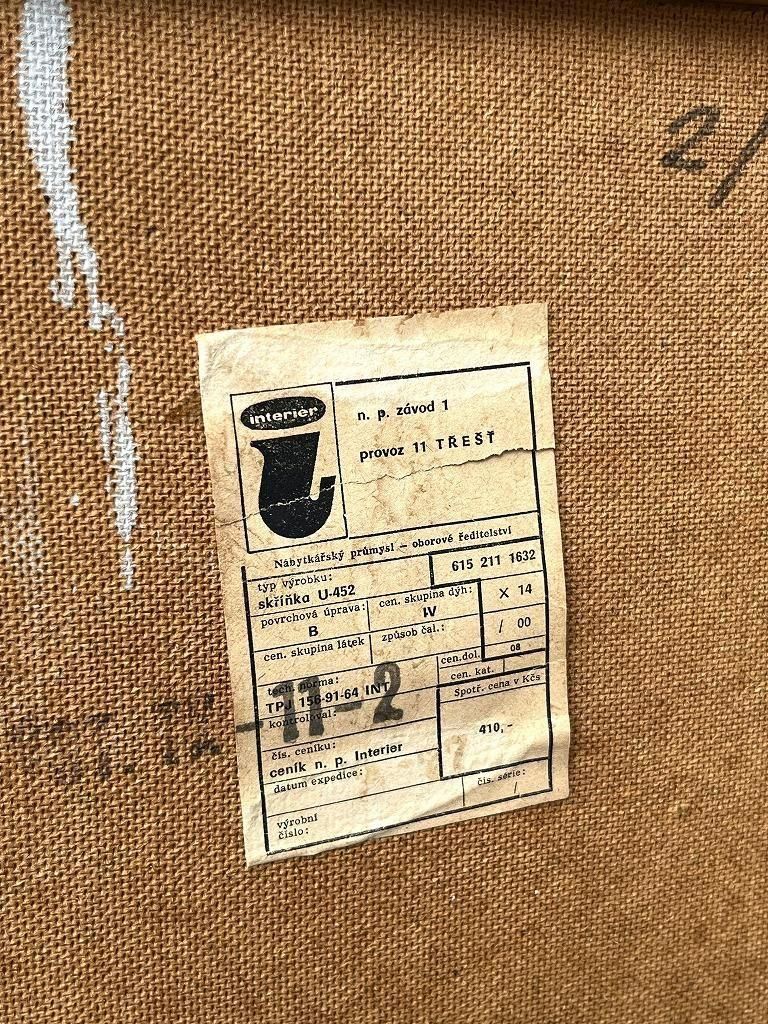 2/
interier
n. p. závod 1
provoz 11 TŘEŠŤ
Nábytkářský průmysl — oborové ředitelství
typ výrobku:
skříňka U-452
615 211 1632
povrchová úprava:
B
cen. skupina dýh:
IV
X 14
cen. skupina látek
způsob čal.:
/ 00
cen.dol.
08
cen. kat.
tech. norma:
TPJ 156-91-64 INT
Spotř. cena v Kčs
410,-
kontroloval:
-11-2
čís. ceníku:
ceník n. p. Interier
datum expedice:
čís. série:
/
výrobní
číslo: